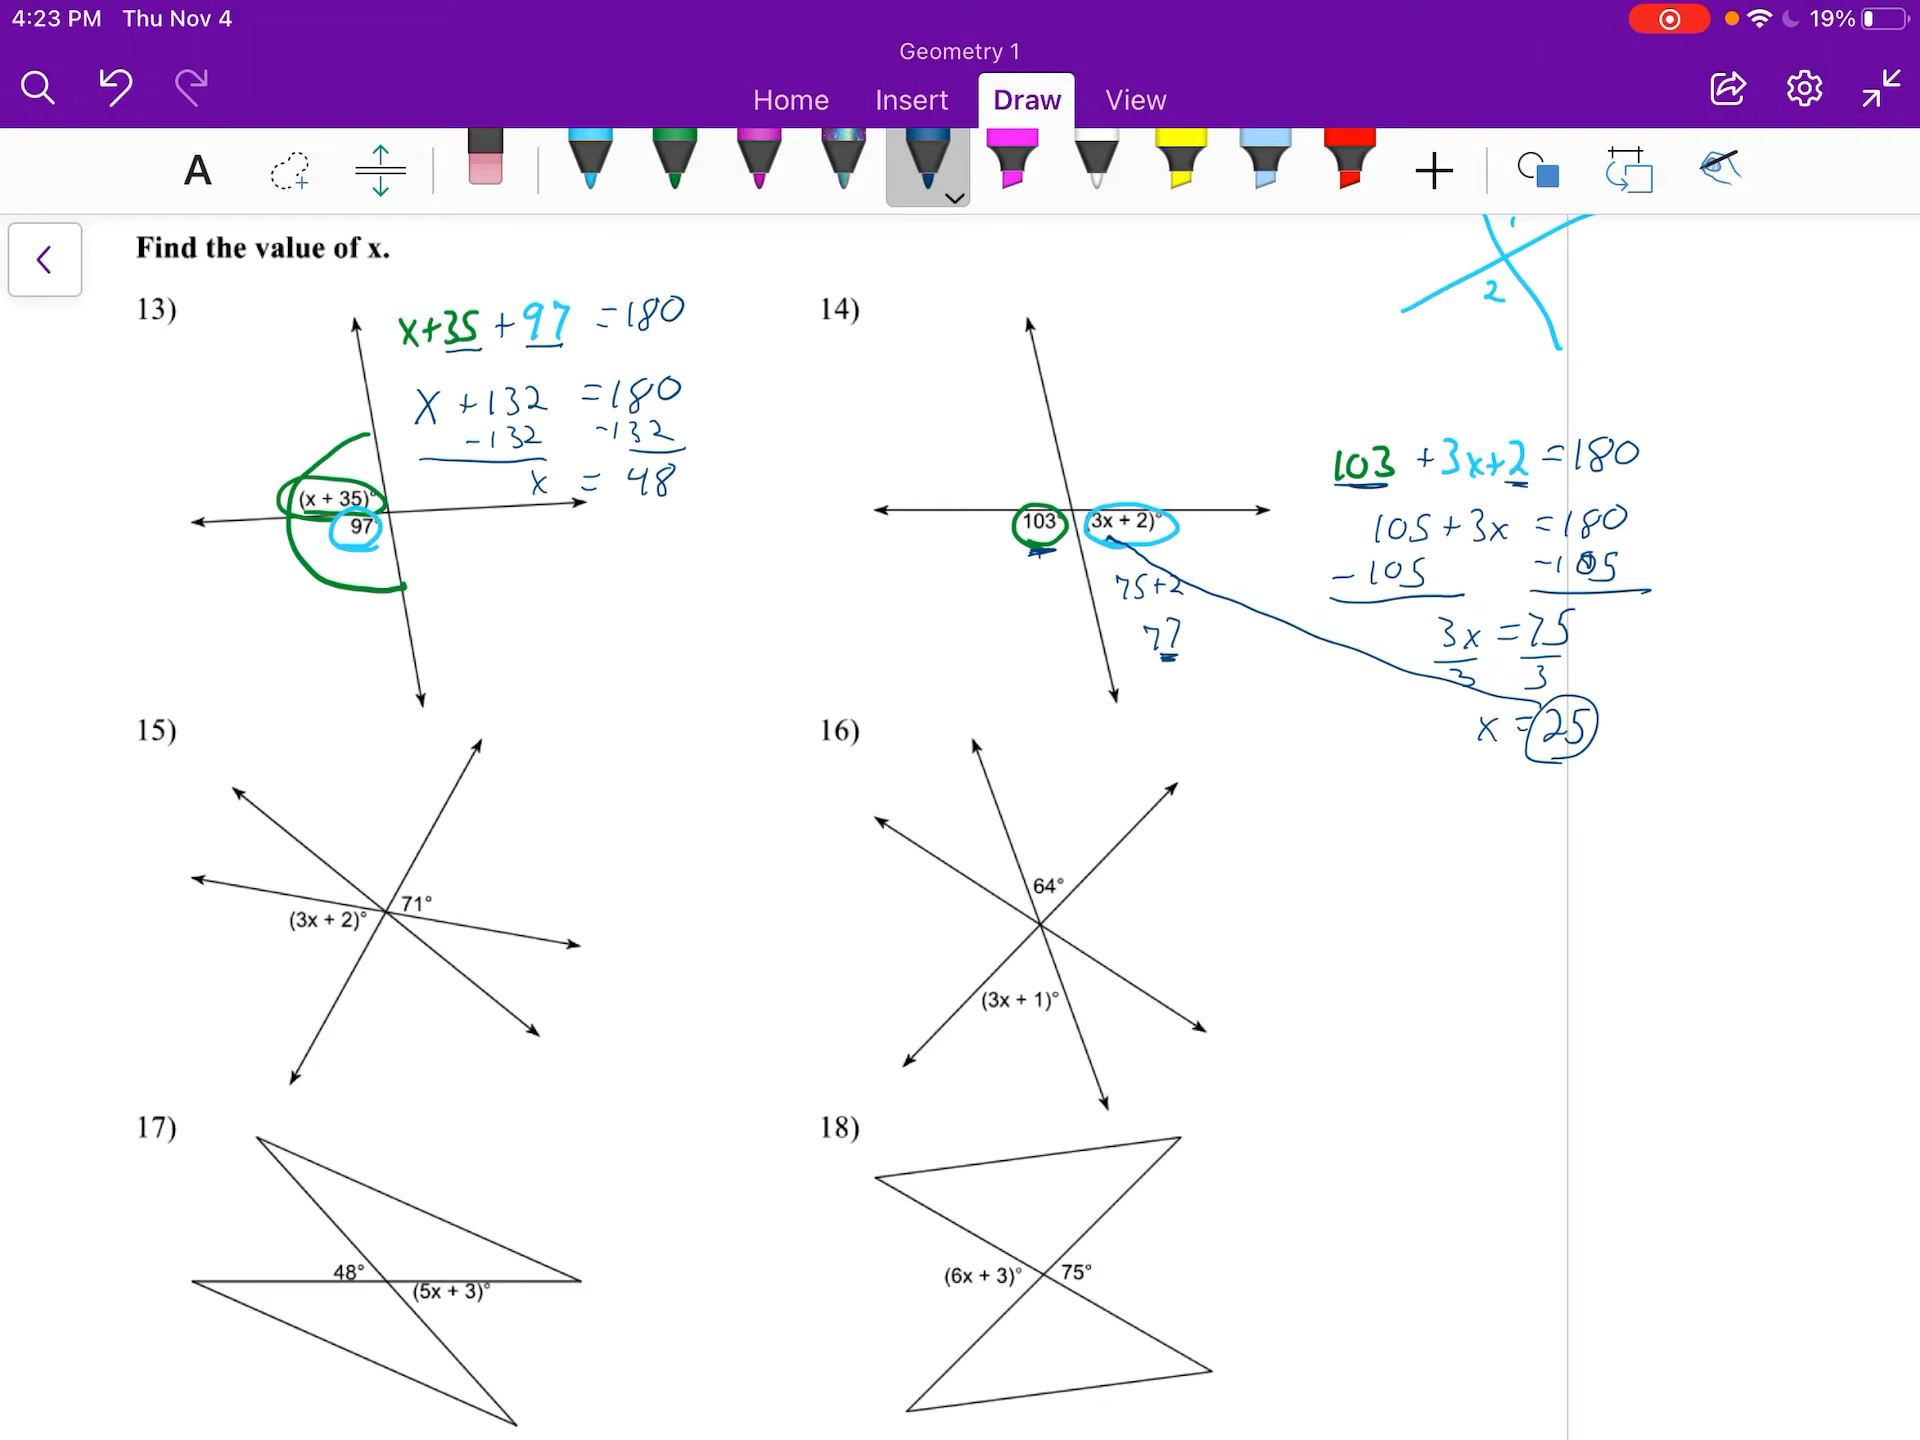 4:23 PM Thu Nov 4
19%
Geometry 1
Home Insert Draw View
A
Find the value of x.
13)
x+35 +97 =180
x +132 =180
-132 -132
x = 48
(x + 35)°
97°
14)
1
2
103 +3x+2 =180
105+3x =180
-105 -105
3x =75
3 3
x =25
103° (3x + 2)°
75+2
77
15)
71°
(3x + 2)°
16)
64°
(3x + 1)°
17)
48°
(5x + 3)°
18)
(6x + 3)° 75°